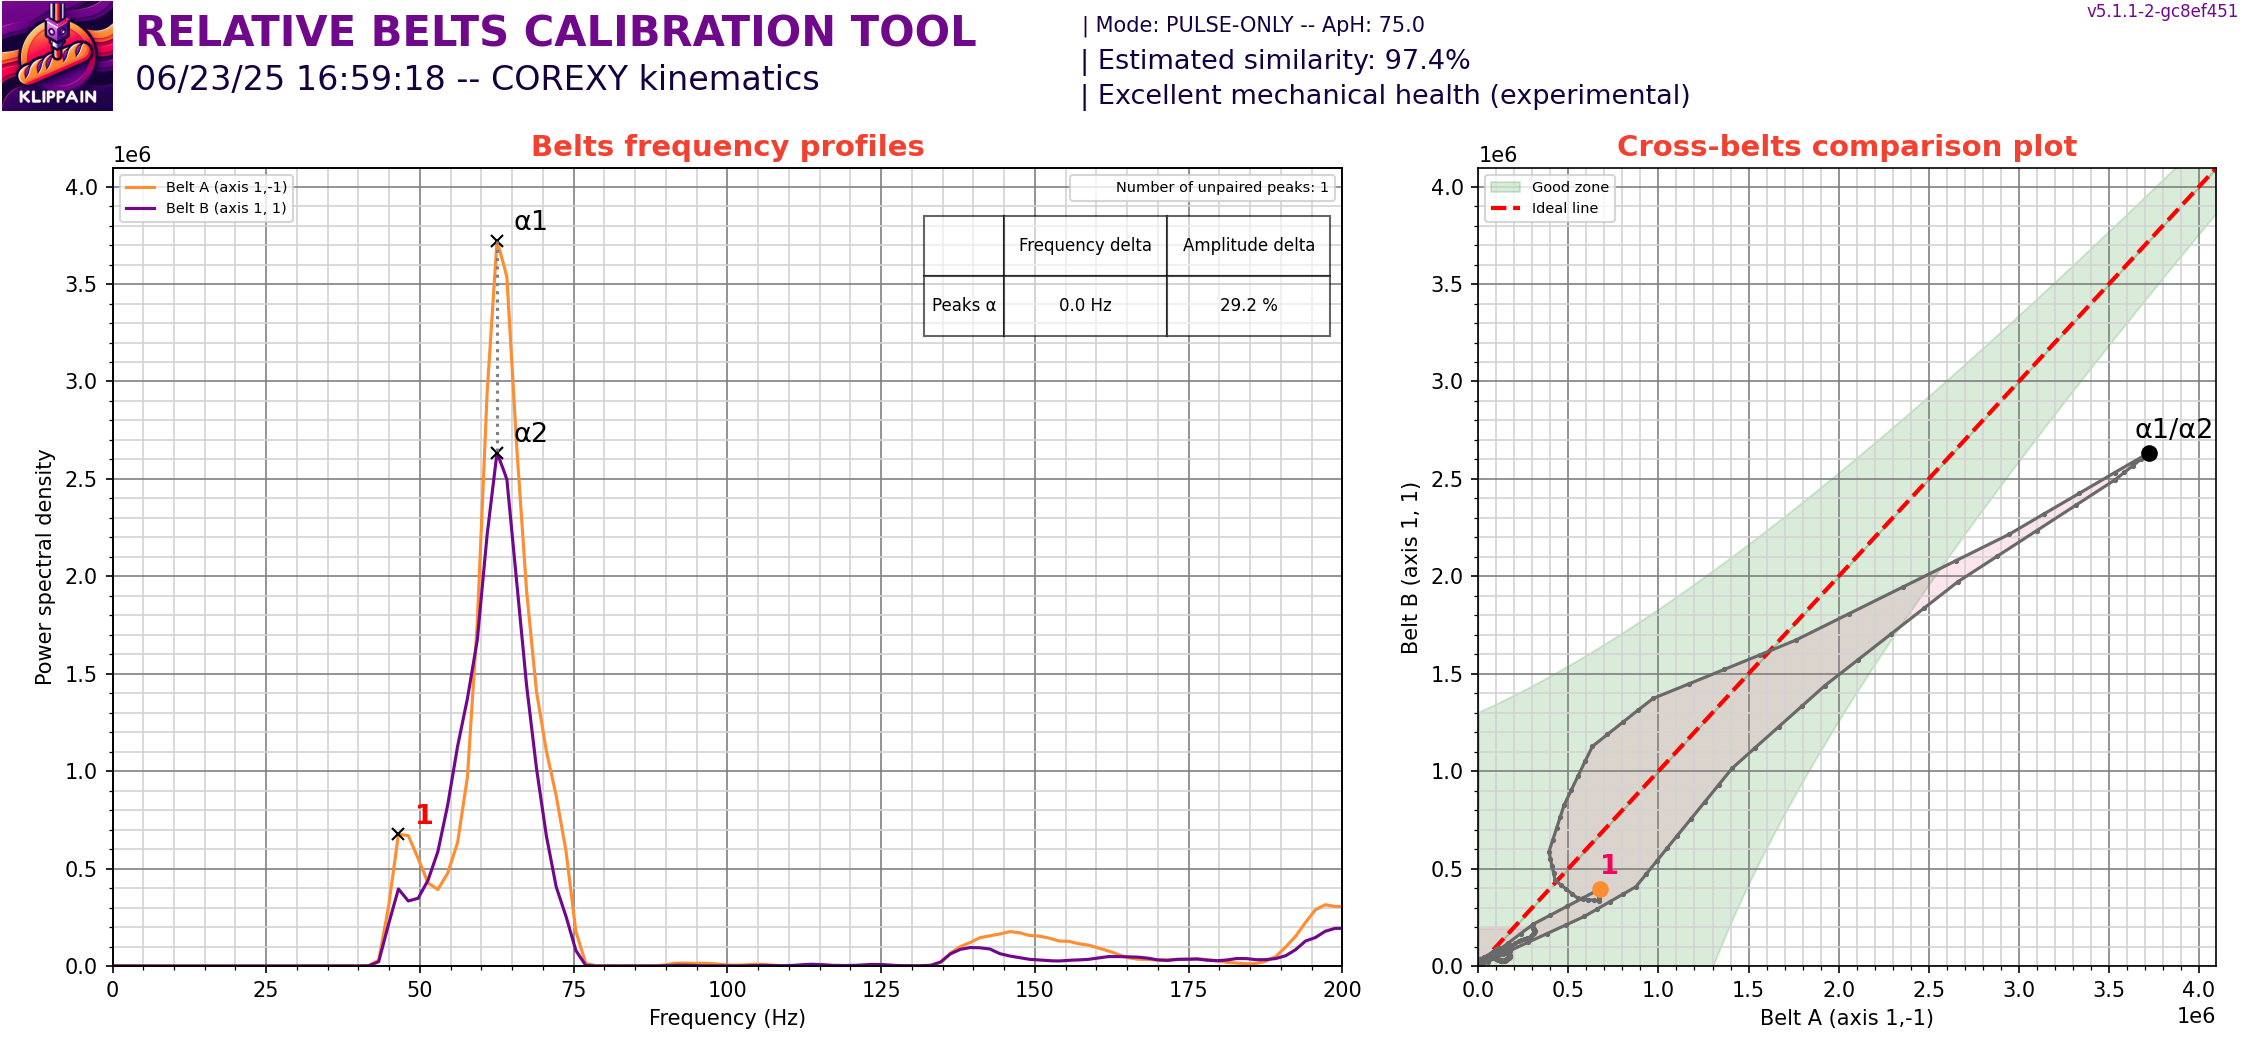 KLIPPAIN
RELATIVE BELTS CALIBRATION TOOL
06/23/25 16:59:18 -- COREXY kinematics
| Mode: PULSE-ONLY -- ApH: 75.0
| Estimated similarity: 97.4%
| Excellent mechanical health (experimental)
v5.1.1-2-gc8ef451
Belts frequency profiles
1e6
Belt A (axis 1,-1)
Belt B (axis 1, 1)
Number of unpaired peaks: 1
Frequency delta Amplitude delta
Peaks α 0.0 Hz 29.2 %
α1
α2
1
4.0
3.5
3.0
2.5
2.0
1.5
1.0
0.5
0.0
Power spectral density
0 25 50 75 100 125 150 175 200
Frequency (Hz)
Cross-belts comparison plot
1e6
Good zone
Ideal line
α1/α2
1
4.0
3.5
3.0
2.5
2.0
1.5
1.0
0.5
0.0
Belt B (axis 1, 1)
0.0 0.5 1.0 1.5 2.0 2.5 3.0 3.5 4.0
Belt A (axis 1,-1)
1e6